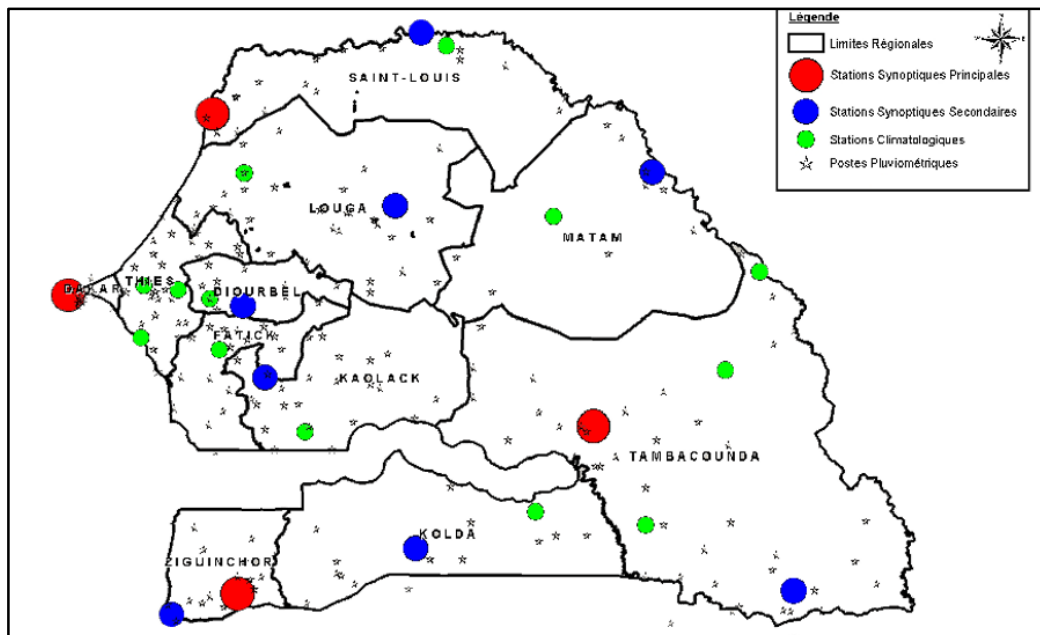 Légende
Limites Régionales
Stations Synoptiques Principales
Stations Synoptiques Secondaires
Stations Climatologiques
Postes Pluviométriques
SAINT-LOUIS
LOUGA
MATAM
DAKAR
THIES
DIOURBEL
FATICK
KAOLACK
TAMBACOUNDA
KOLDA
ZIGUINCHOR